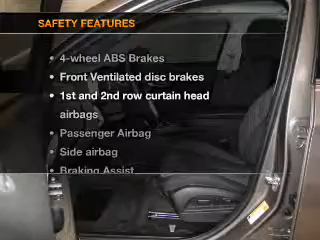 SAFETY FEATURES
• 4-wheel ABS Brakes
• Front Ventilated disc brakes
• 1st and 2nd row curtain head
airbags
• Passenger Airbag
• Side airbag
• Braking Assist